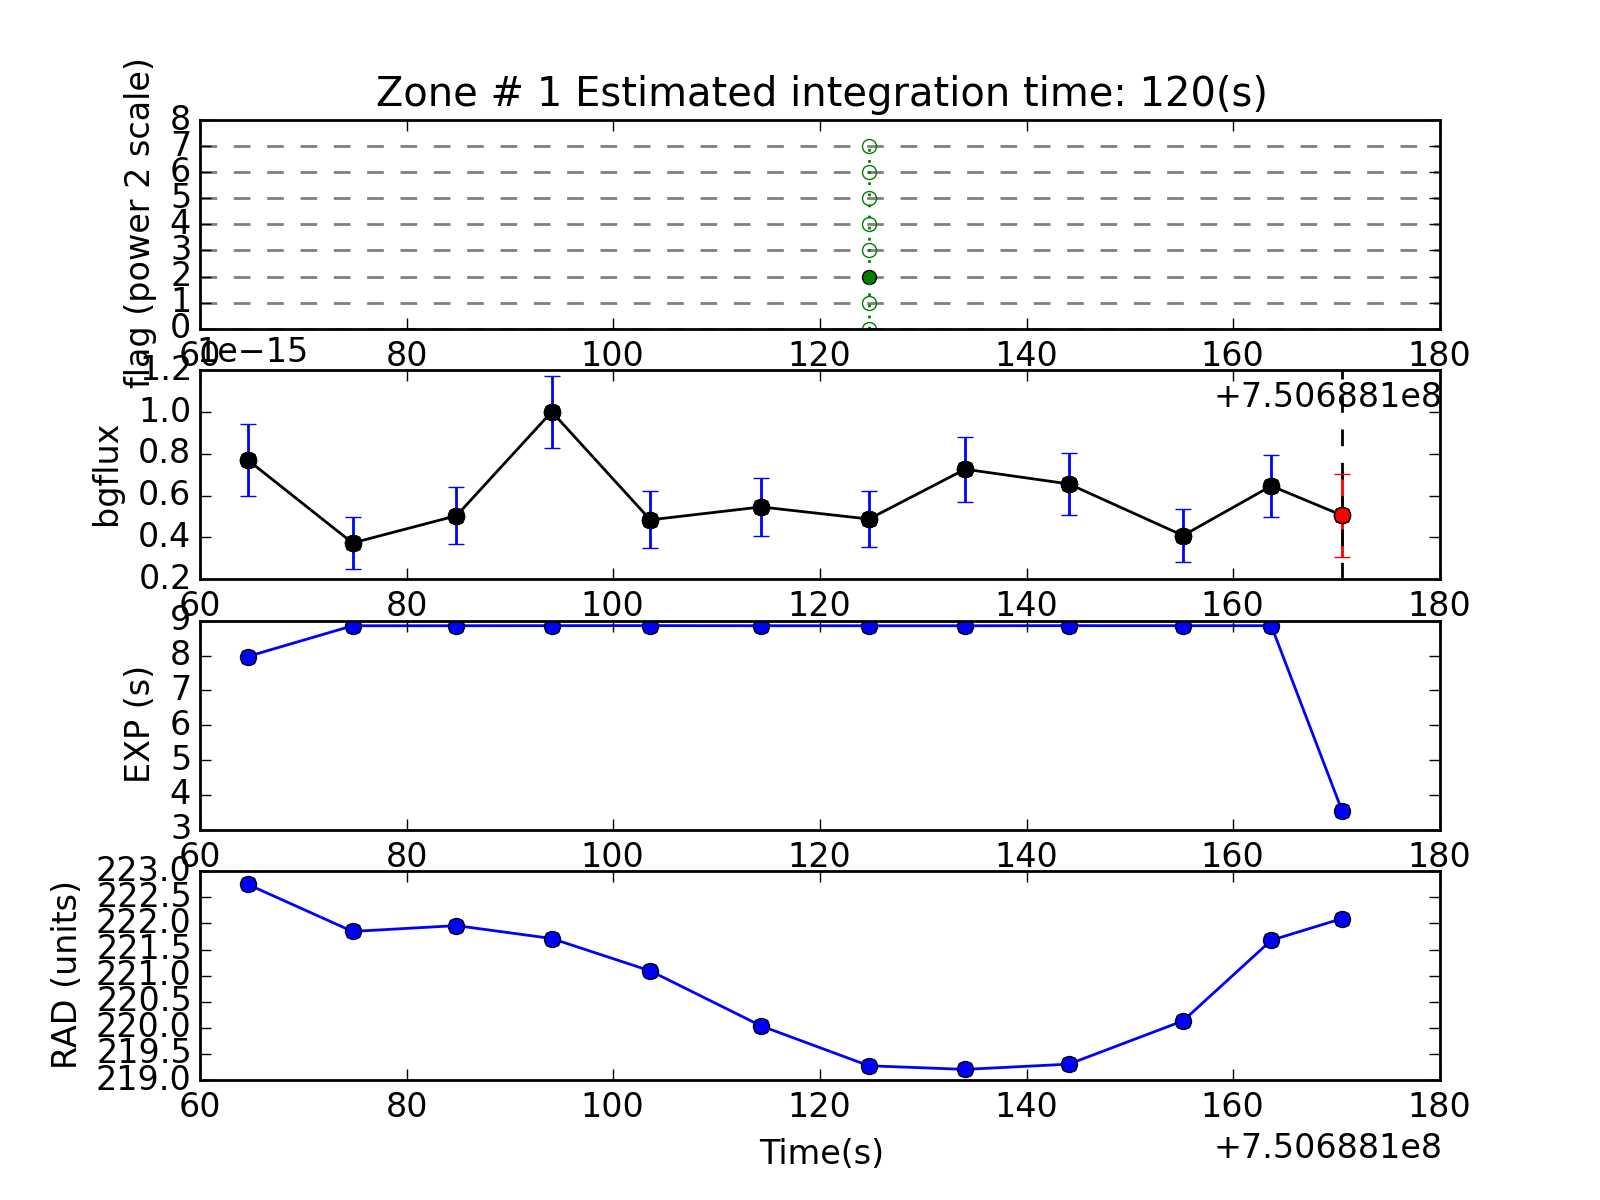 Zone # 1 Estimated integration time: 120(s)
flag (power 2 scale)
8
7
6
5
4
3
2
1
0
60 80 100 120 140 160 180
1e−15
+7.506881e8
bgflux
1.2
1.0
0.8
0.6
0.4
0.2
60 80 100 120 140 160 180
EXP (s)
9
8
7
6
5
4
3
60 80 100 120 140 160 180
RAD (units)
223.0
222.5
222.0
221.5
221.0
220.5
220.0
219.5
219.0
60 80 100 120 140 160 180
Time(s)
+7.506881e8